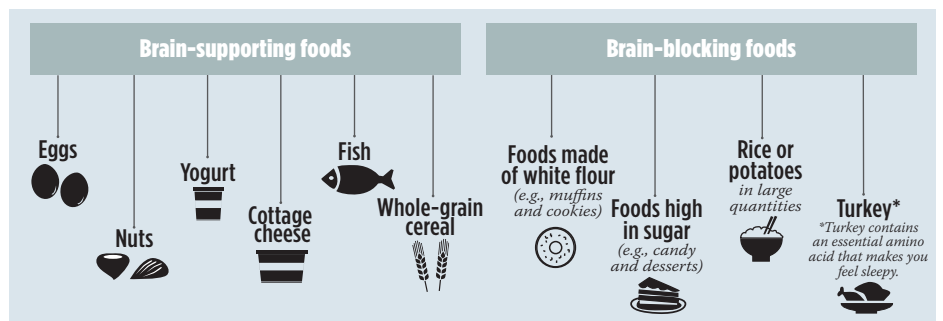 Brain-supporting foods
Eggs
Nuts
Yogurt
Cottage
cheese
Fish
Whole-grain
cereal
Brain-blocking foods
Foods made
of white flour
(e.g., muffins
and cookies)
Foods high
in sugar
(e.g., candy
and desserts)
Rice or
potatoes
in large
quantities
Turkey*
*Turkey contains
an essential amino
acid that makes you
feel sleepy.